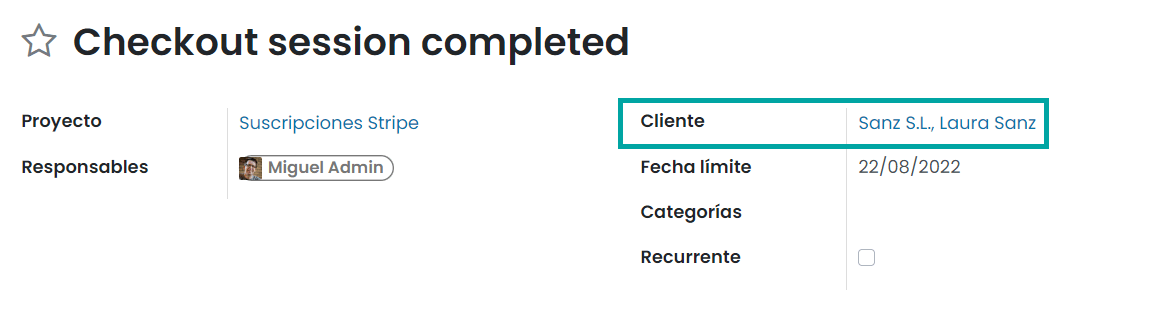 Checkout session completed
Proyecto Suscripciones Stripe
Responsables Miguel Admin
Cliente Sanz S.L., Laura Sanz
Fecha límite 22/08/2022
Categorías
Recurrente